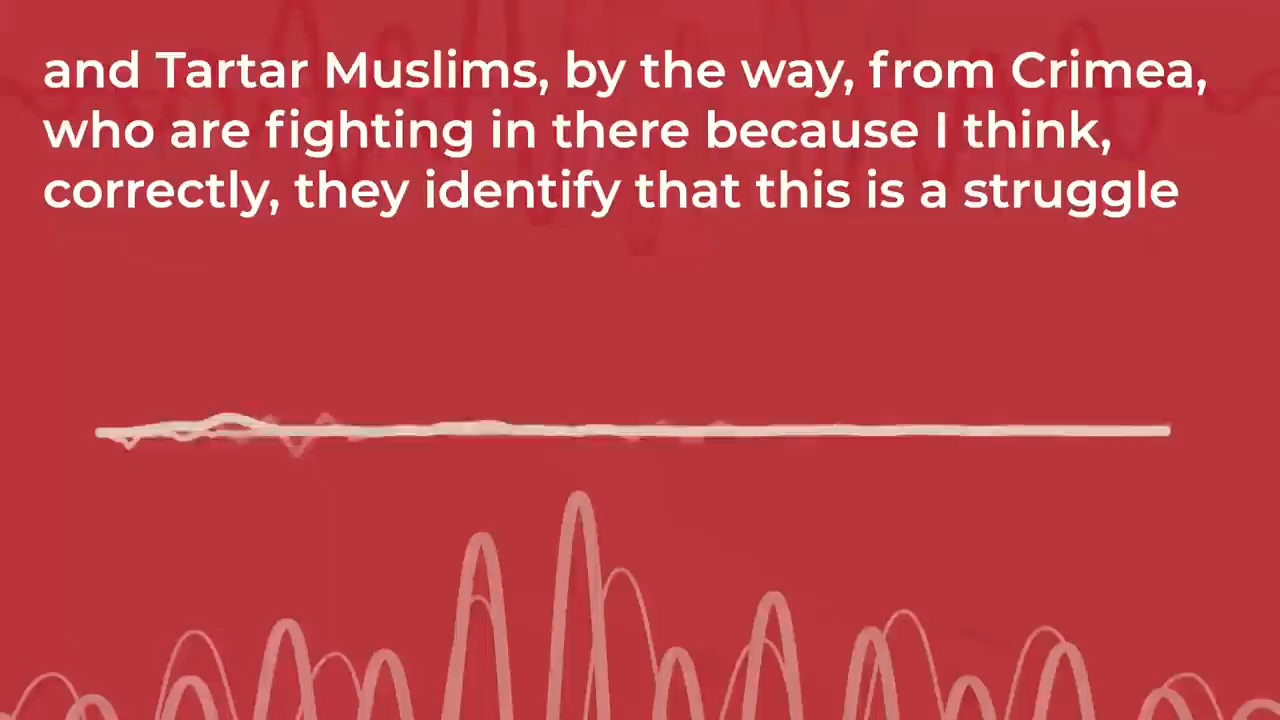 and Tartar Muslims, by the way, from Crimea,
who are fighting in there because I think,
correctly, they identify that this is a struggle